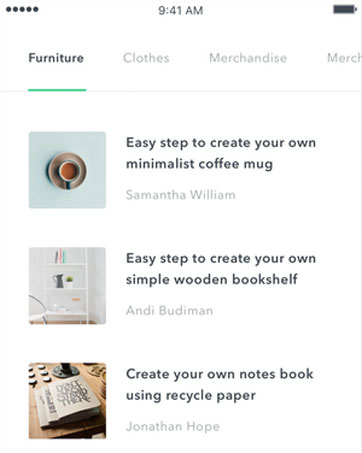 9:41 AM
Furniture Clothes Merchandise Merch
Easy step to create your own
minimalist coffee mug
Samantha William
Easy step to create your own
simple wooden bookshelf
Andi Budiman
Create your own notes book
using recycle paper
Jonathan Hope